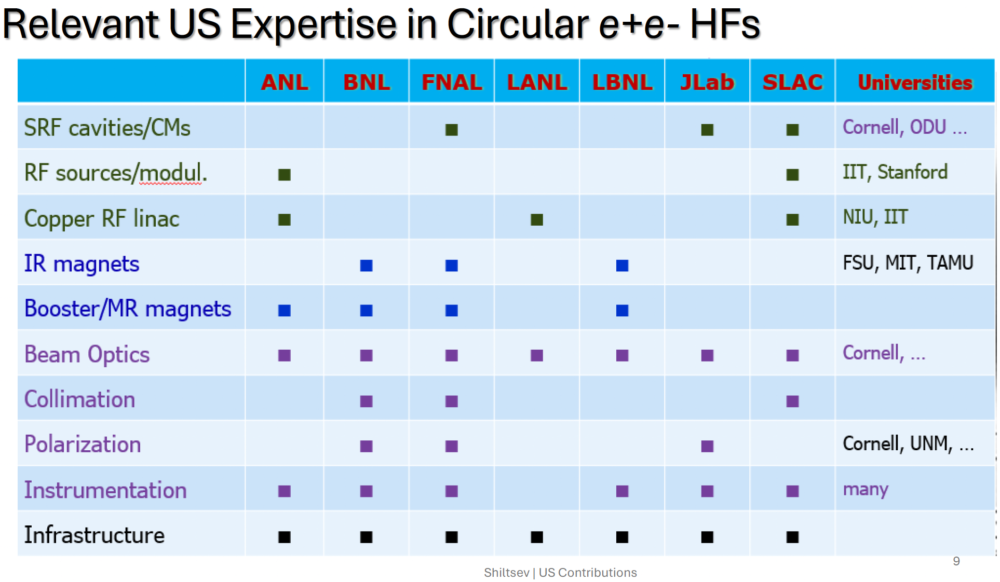 Relevant US Expertise in Circular e+e- HFs
ANL BNL FNAL LANL LBNL JLab SLAC Universities
SRF cavities/CMs ■ ■ ■ Cornell, ODU ...
RF sources/modul. ■ ■ IIT, Stanford
Copper RF linac ■ ■ ■ NIU, IIT
IR magnets ■ ■ ■ FSU, MIT, TAMU
Booster/MR magnets ■ ■ ■ ■
Beam Optics ■ ■ ■ ■ ■ ■ ■ Cornell, ...
Collimation ■ ■ ■
Polarization ■ ■ ■ Cornell, UNM, ...
Instrumentation ■ ■ ■ ■ ■ ■ many
Infrastructure ■ ■ ■ ■ ■ ■ ■
9
Shiltsev | US Contributions